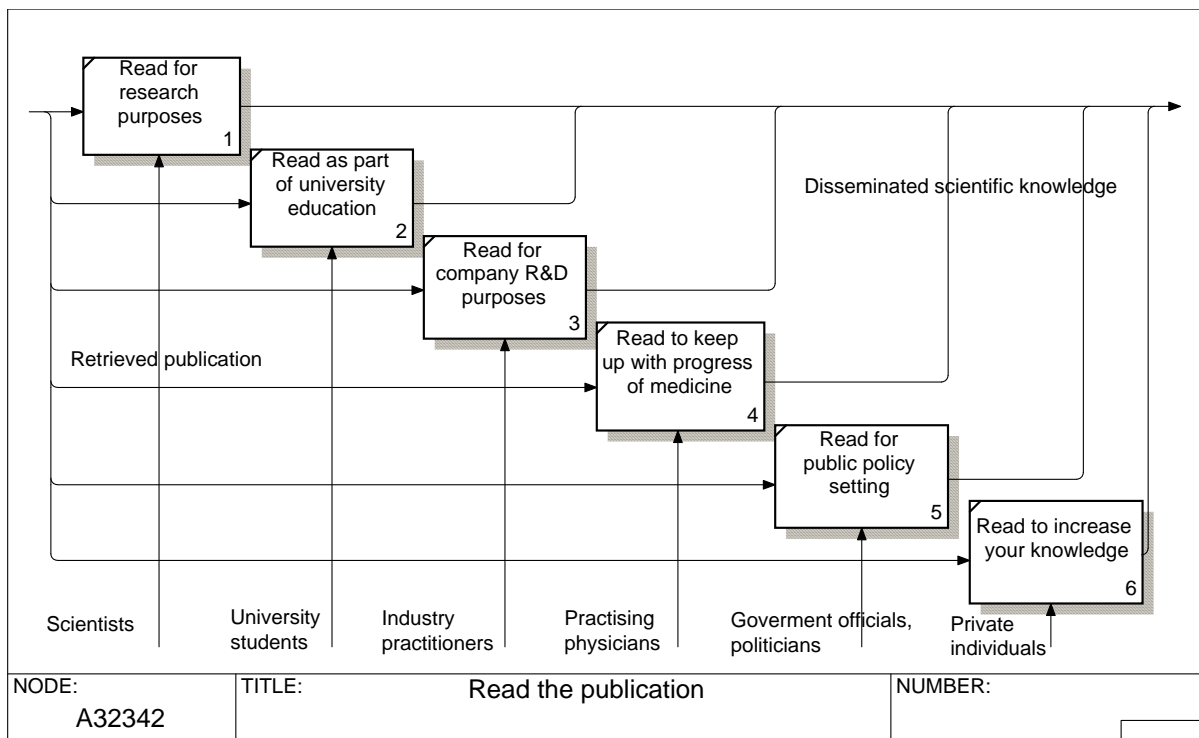 Read for
research
purposes
1
Read as part
of university
education
2
Disseminated scientific knowledge
Read for
company R&D
purposes
3
Retrieved publication
Read to keep
up with progress
of medicine
4
Read for
public policy
setting
5
Read to increase
your knowledge
6
Scientists
University
students
Industry
practitioners
Practising
physicians
Goverment officials,
politicians
Private
individuals
NODE:
A32342
TITLE:
Read the publication
NUMBER: